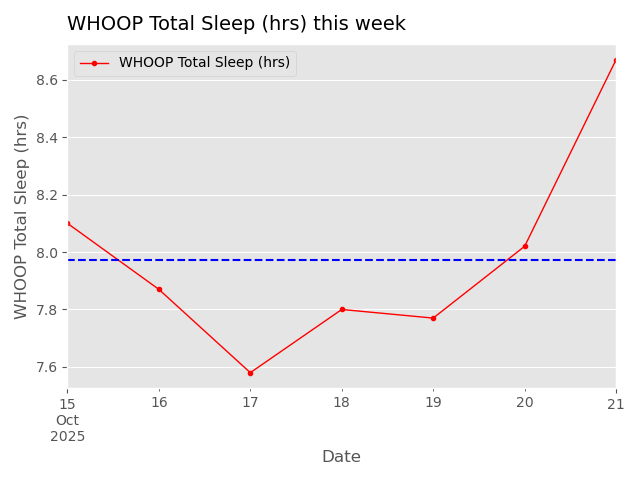 WHOOP Total Sleep (hrs) this week
WHOOP Total Sleep (hrs)
WHOOP Total Sleep (hrs)
8.6
8.4
8.2
8.0
7.8
7.6
15 16 17 18 19 20 21
Oct
2025
Date